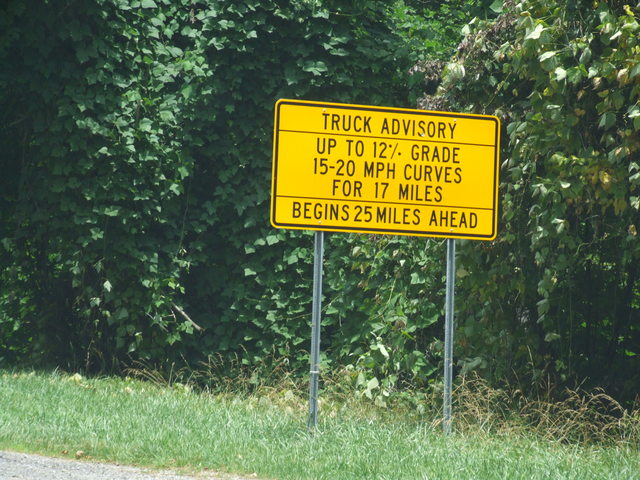 TRUCK ADVISORY
UP TO 12% GRADE
15-20 MPH CURVES
FOR 17 MILES
BEGINS 25 MILES AHEAD